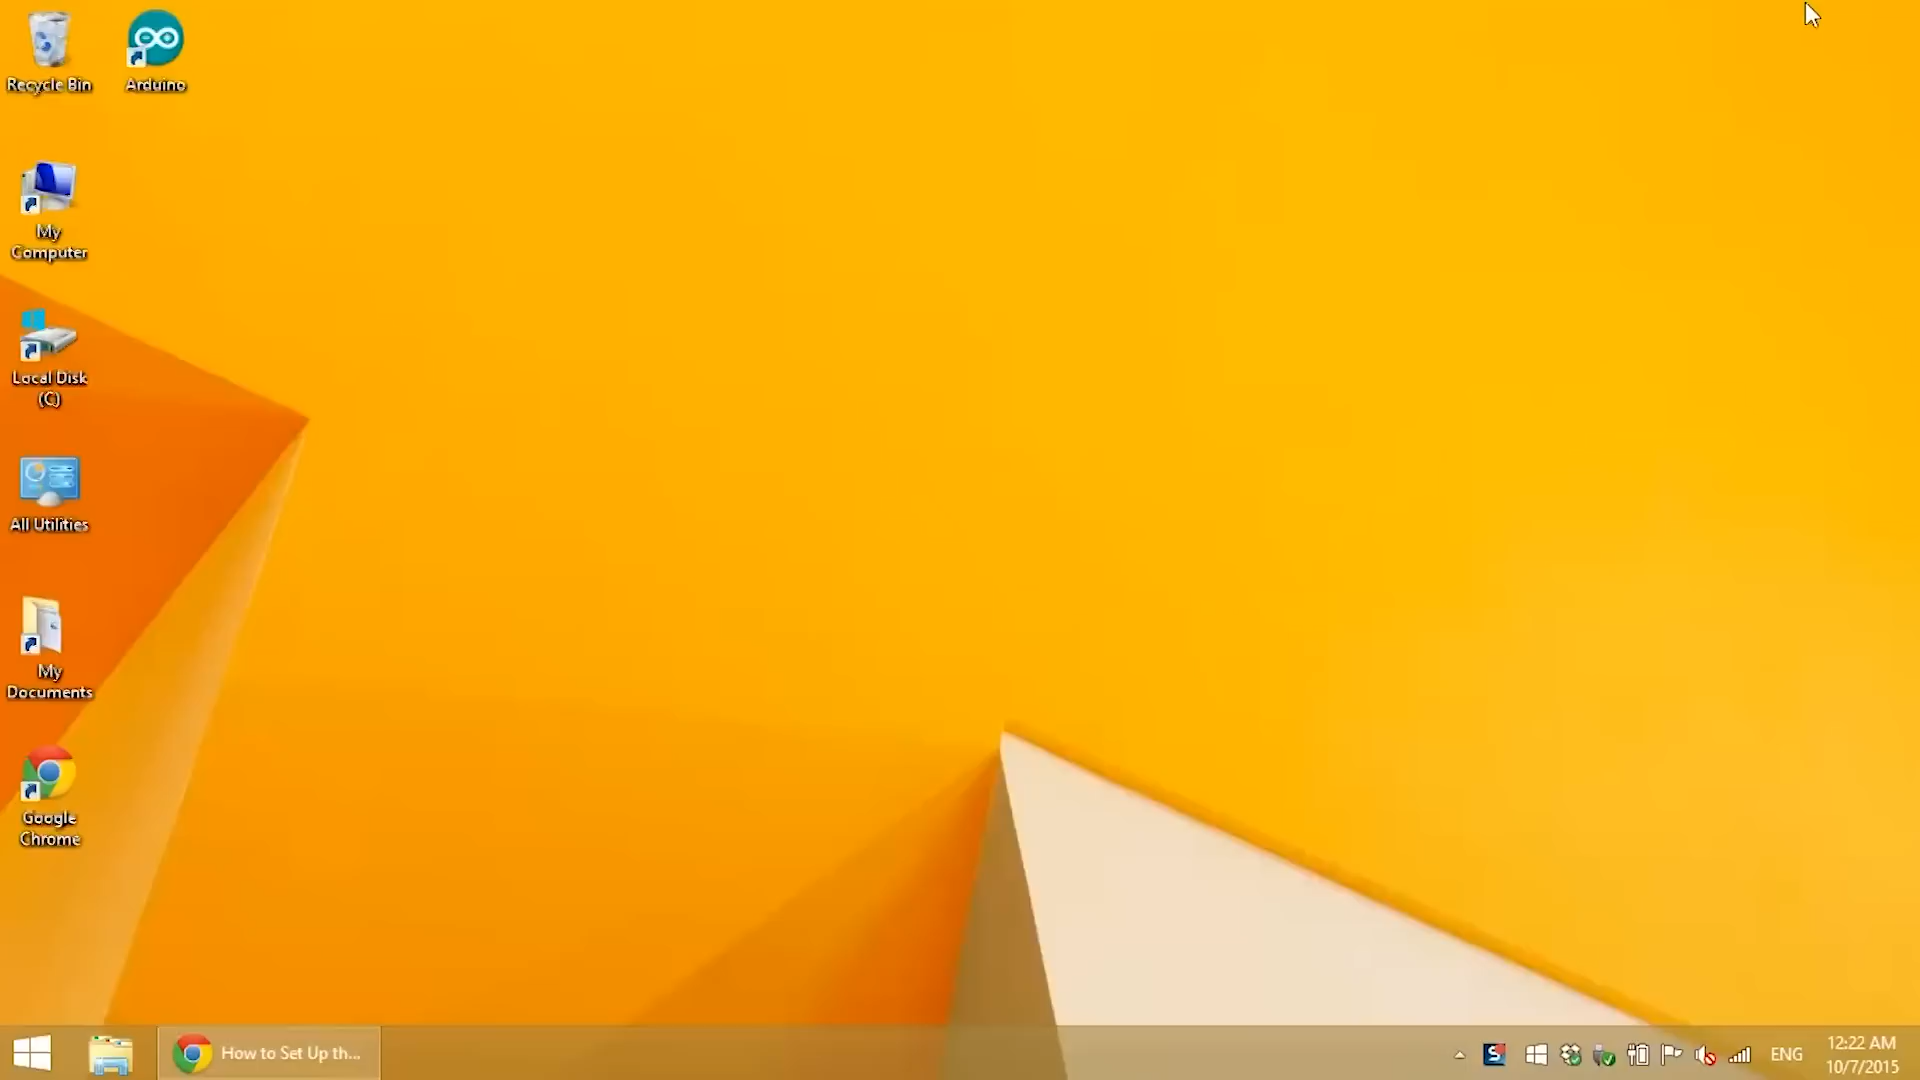 Recycle Bin
Arduino
My
Computer
Local Disk
(C)
All Utilities
My
Documents
Google
Chrome
How to Set Up th...
ENG
12:22 AM
10/7/2015